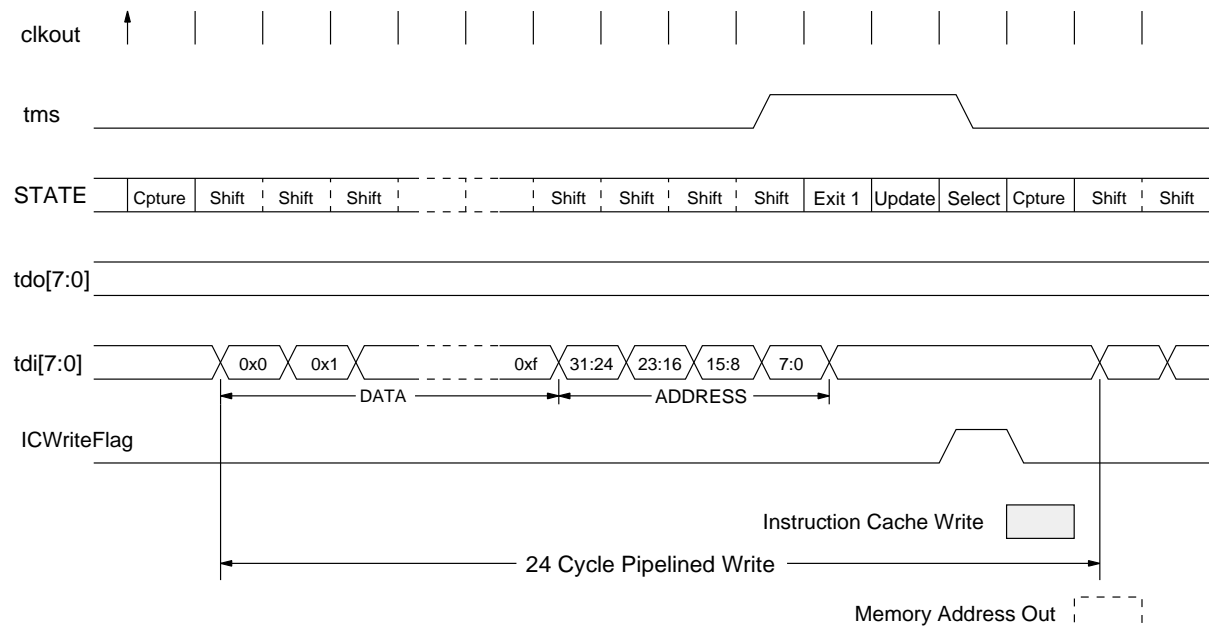 clkout
tms
STATE Cpture Shift Shift Shift Shift Shift Shift Shift Exit 1 Update Select Cpture Shift Shift
tdo[7:0]
tdi[7:0] 0x0 0x1 0xf 31:24 23:16 15:8 7:0
DATA ADDRESS
ICWriteFlag
Instruction Cache Write
24 Cycle Pipelined Write
Memory Address Out